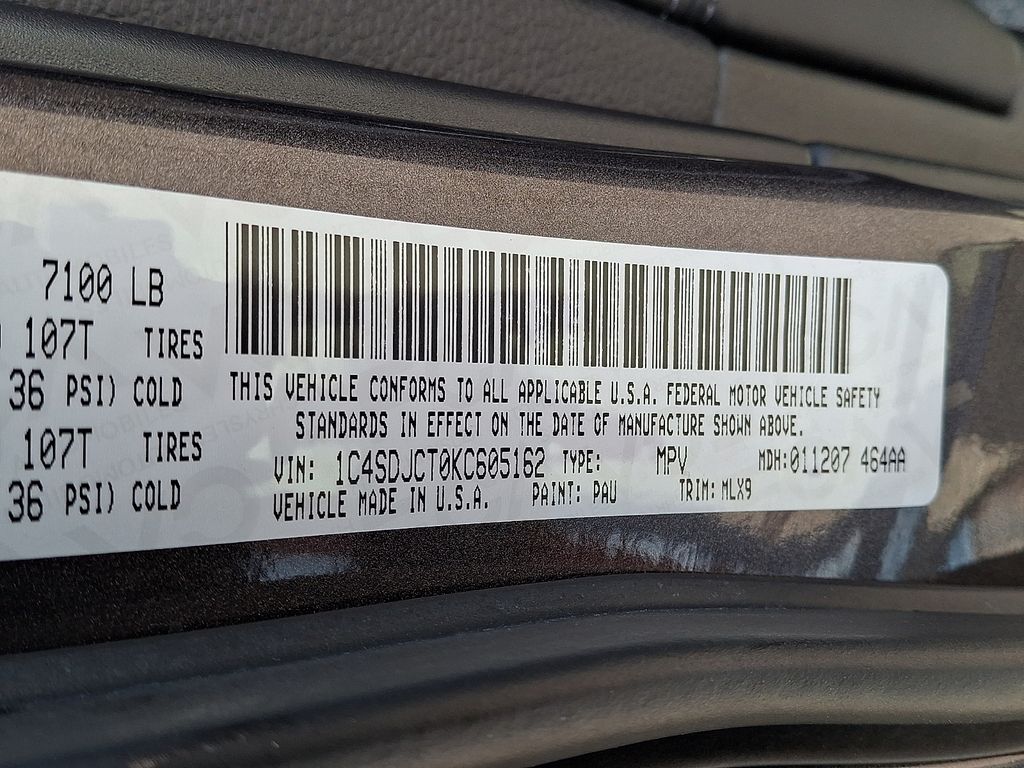 7100 LB
107T TIRES
36 PSI) COLD
107T TIRES
36 PSI) COLD
THIS VEHICLE CONFORMS TO ALL APPLICABLE U.S.A. FEDERAL MOTOR VEHICLE SAFETY
STANDARDS IN EFFECT ON THE DATE OF MANUFACTURE SHOWN ABOVE.
VIN: 1C4SDJCT0KC605162 TYPE: MPV MDH:011207 464AA
VEHICLE MADE IN U.S.A. PAINT: PAU TRIM: MLX9